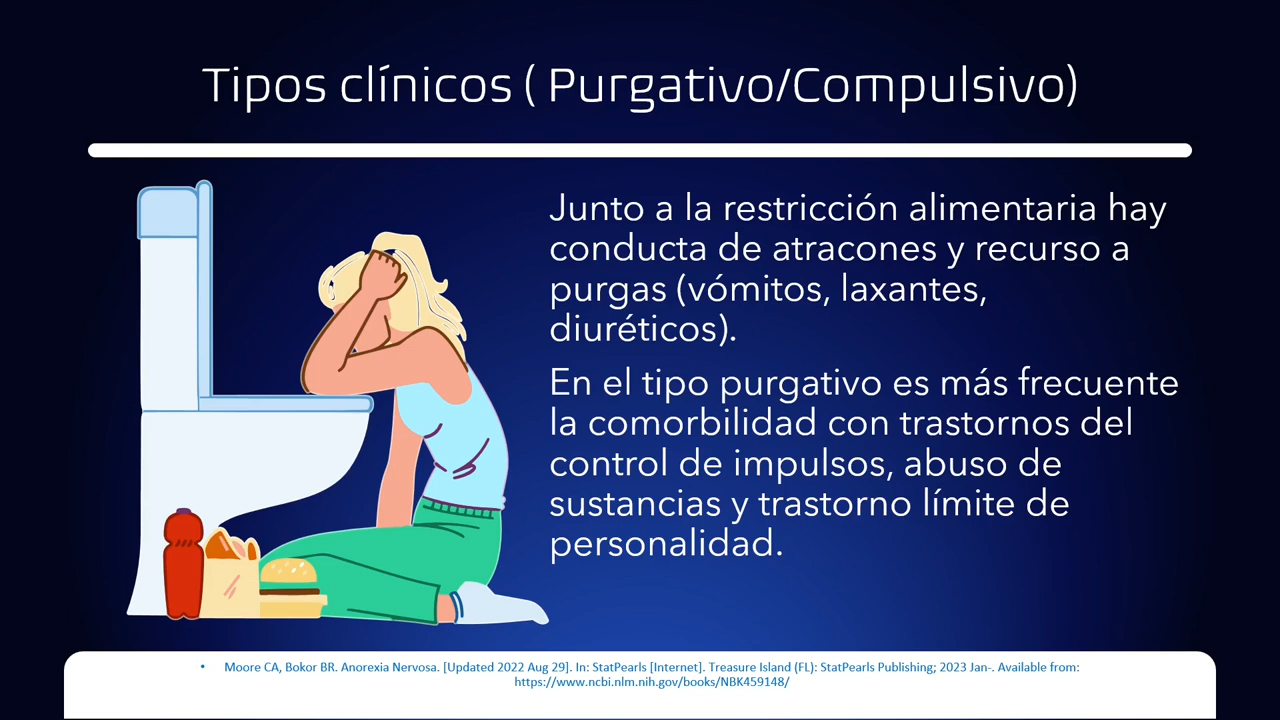 Tipos clínicos ( Purgativo/Compulsivo)
Junto a la restricción alimentaria hay
conducta de atracones y recurso a
purgas (vómitos, laxantes,
diuréticos).
En el tipo purgativo es más frecuente
la comorbilidad con trastornos del
control de impulsos, abuso de
sustancias y trastorno límite de
personalidad.
• Moore CA, Bokor BR. Anorexia Nervosa. [Updated 2022 Aug 29]. In: StatPearls [Internet]. Treasure Island (FL): StatPearls Publishing; 2023 Jan-. Available from:
https://www.ncbi.nlm.nih.gov/books/NBK459148/